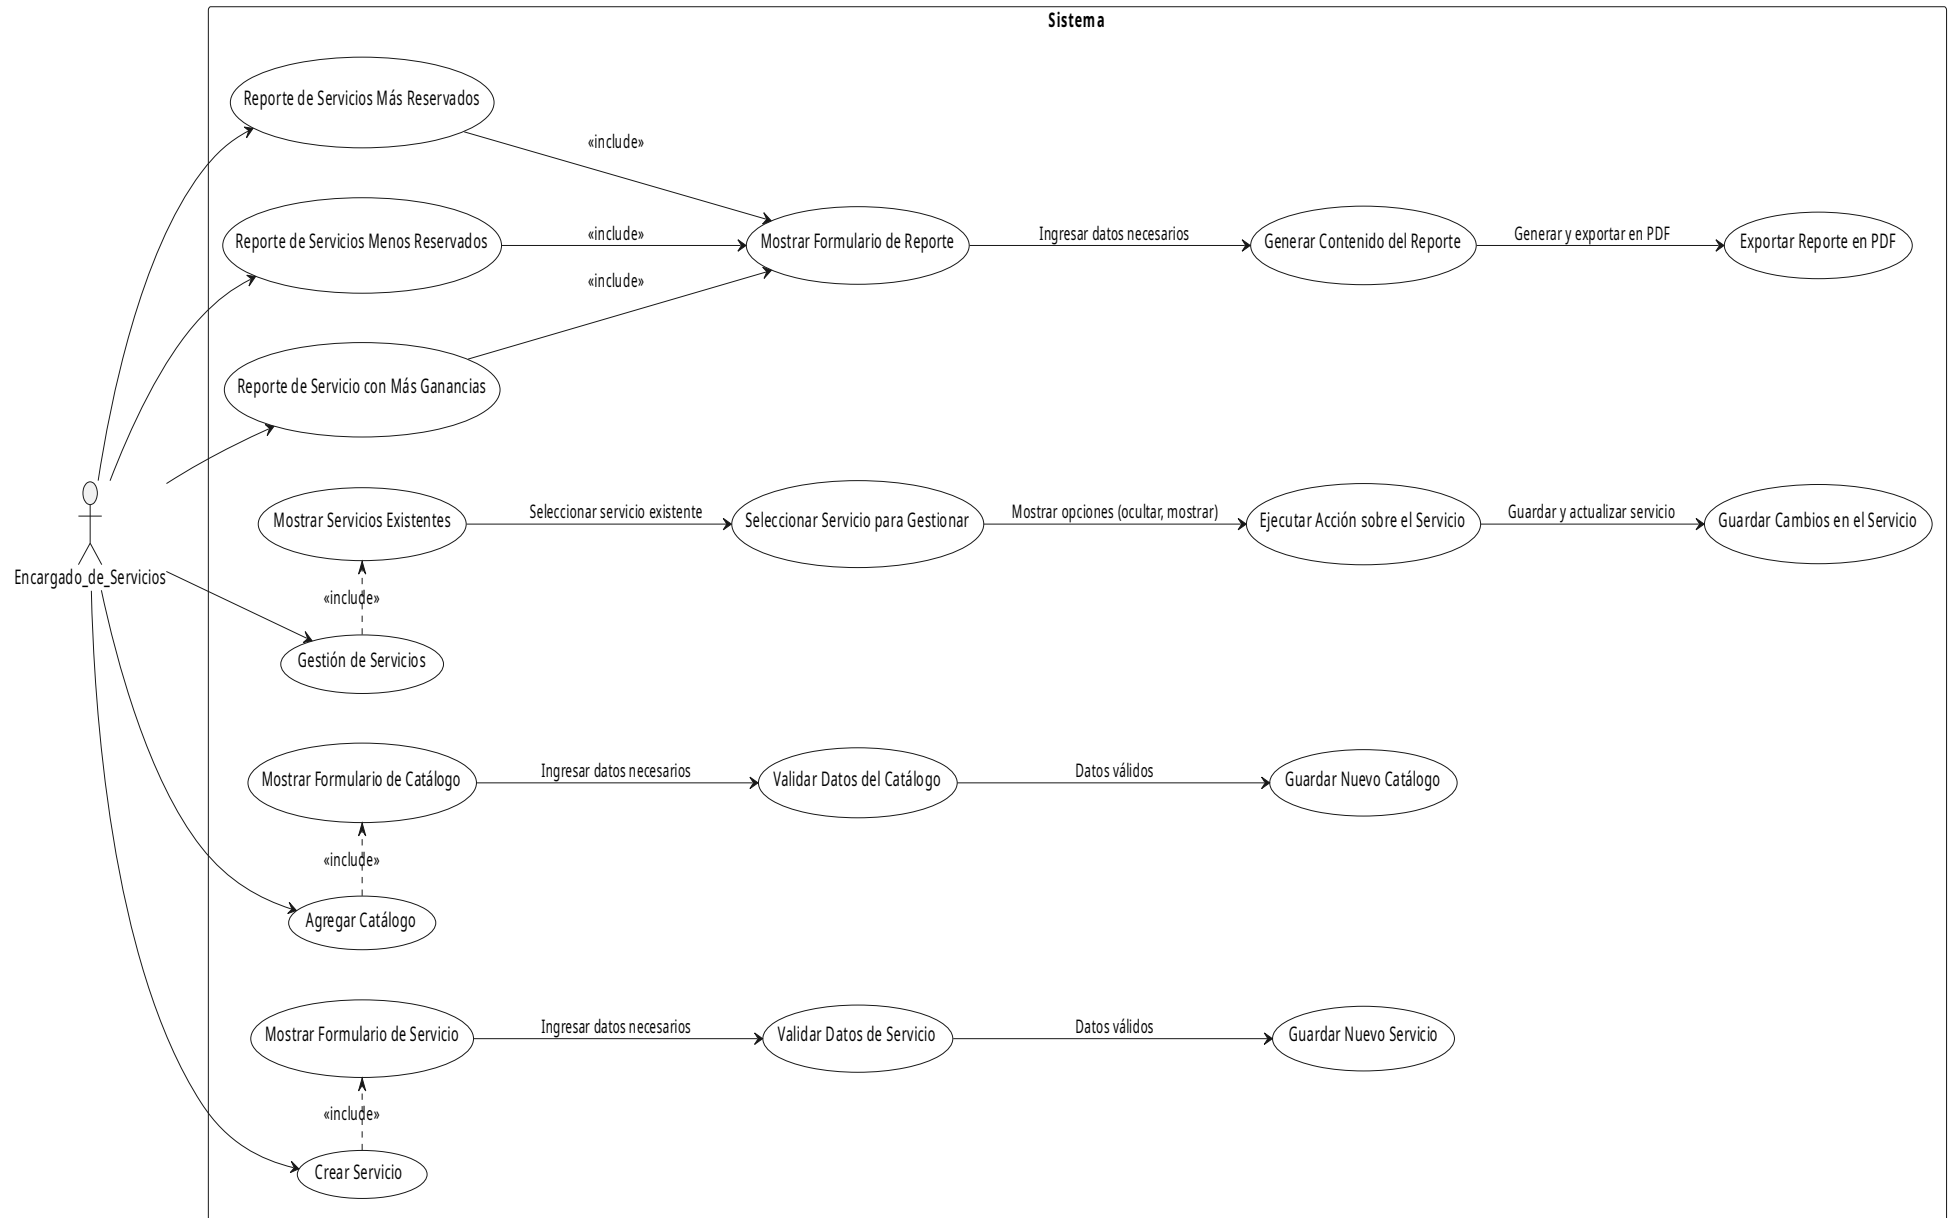 Sistema
Reporte de Servicios Más Reservados
«include»
Reporte de Servicios Menos Reservados
«include»
Mostrar Formulario de Reporte
Ingresar datos necesarios
Generar Contenido del Reporte
Generar y exportar en PDF
Exportar Reporte en PDF
«include»
Reporte de Servicio con Más Ganancias
Mostrar Servicios Existentes
Seleccionar servicio existente
Seleccionar Servicio para Gestionar
Mostrar opciones (ocultar, mostrar)
Ejecutar Acción sobre el Servicio
Guardar y actualizar servicio
Guardar Cambios en el Servicio
Encargado_de_Servicios
«include»
Gestión de Servicios
Mostrar Formulario de Catálogo
Ingresar datos necesarios
Validar Datos del Catálogo
Datos válidos
Guardar Nuevo Catálogo
«include»
Agregar Catálogo
Mostrar Formulario de Servicio
Ingresar datos necesarios
Validar Datos de Servicio
Datos válidos
Guardar Nuevo Servicio
«include»
Crear Servicio